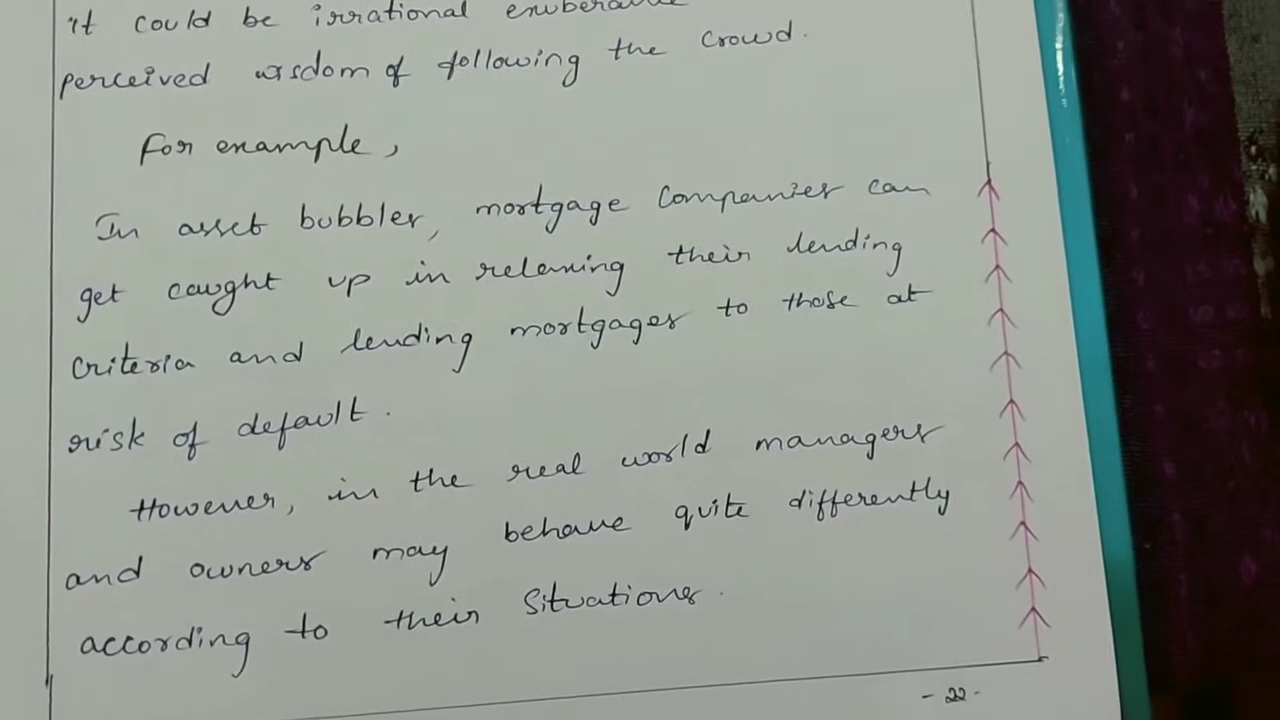 it could be irrational exuberance
perceived wisdom of following the crowd.
For example,
In asset bubbles, mortgage companies can
get caught up in relaxing their lending
criteria and lending mortgages to those at
risk of default.
However, in the real world managers
and owners may behave quite differently
according to their situations.
- 22 -